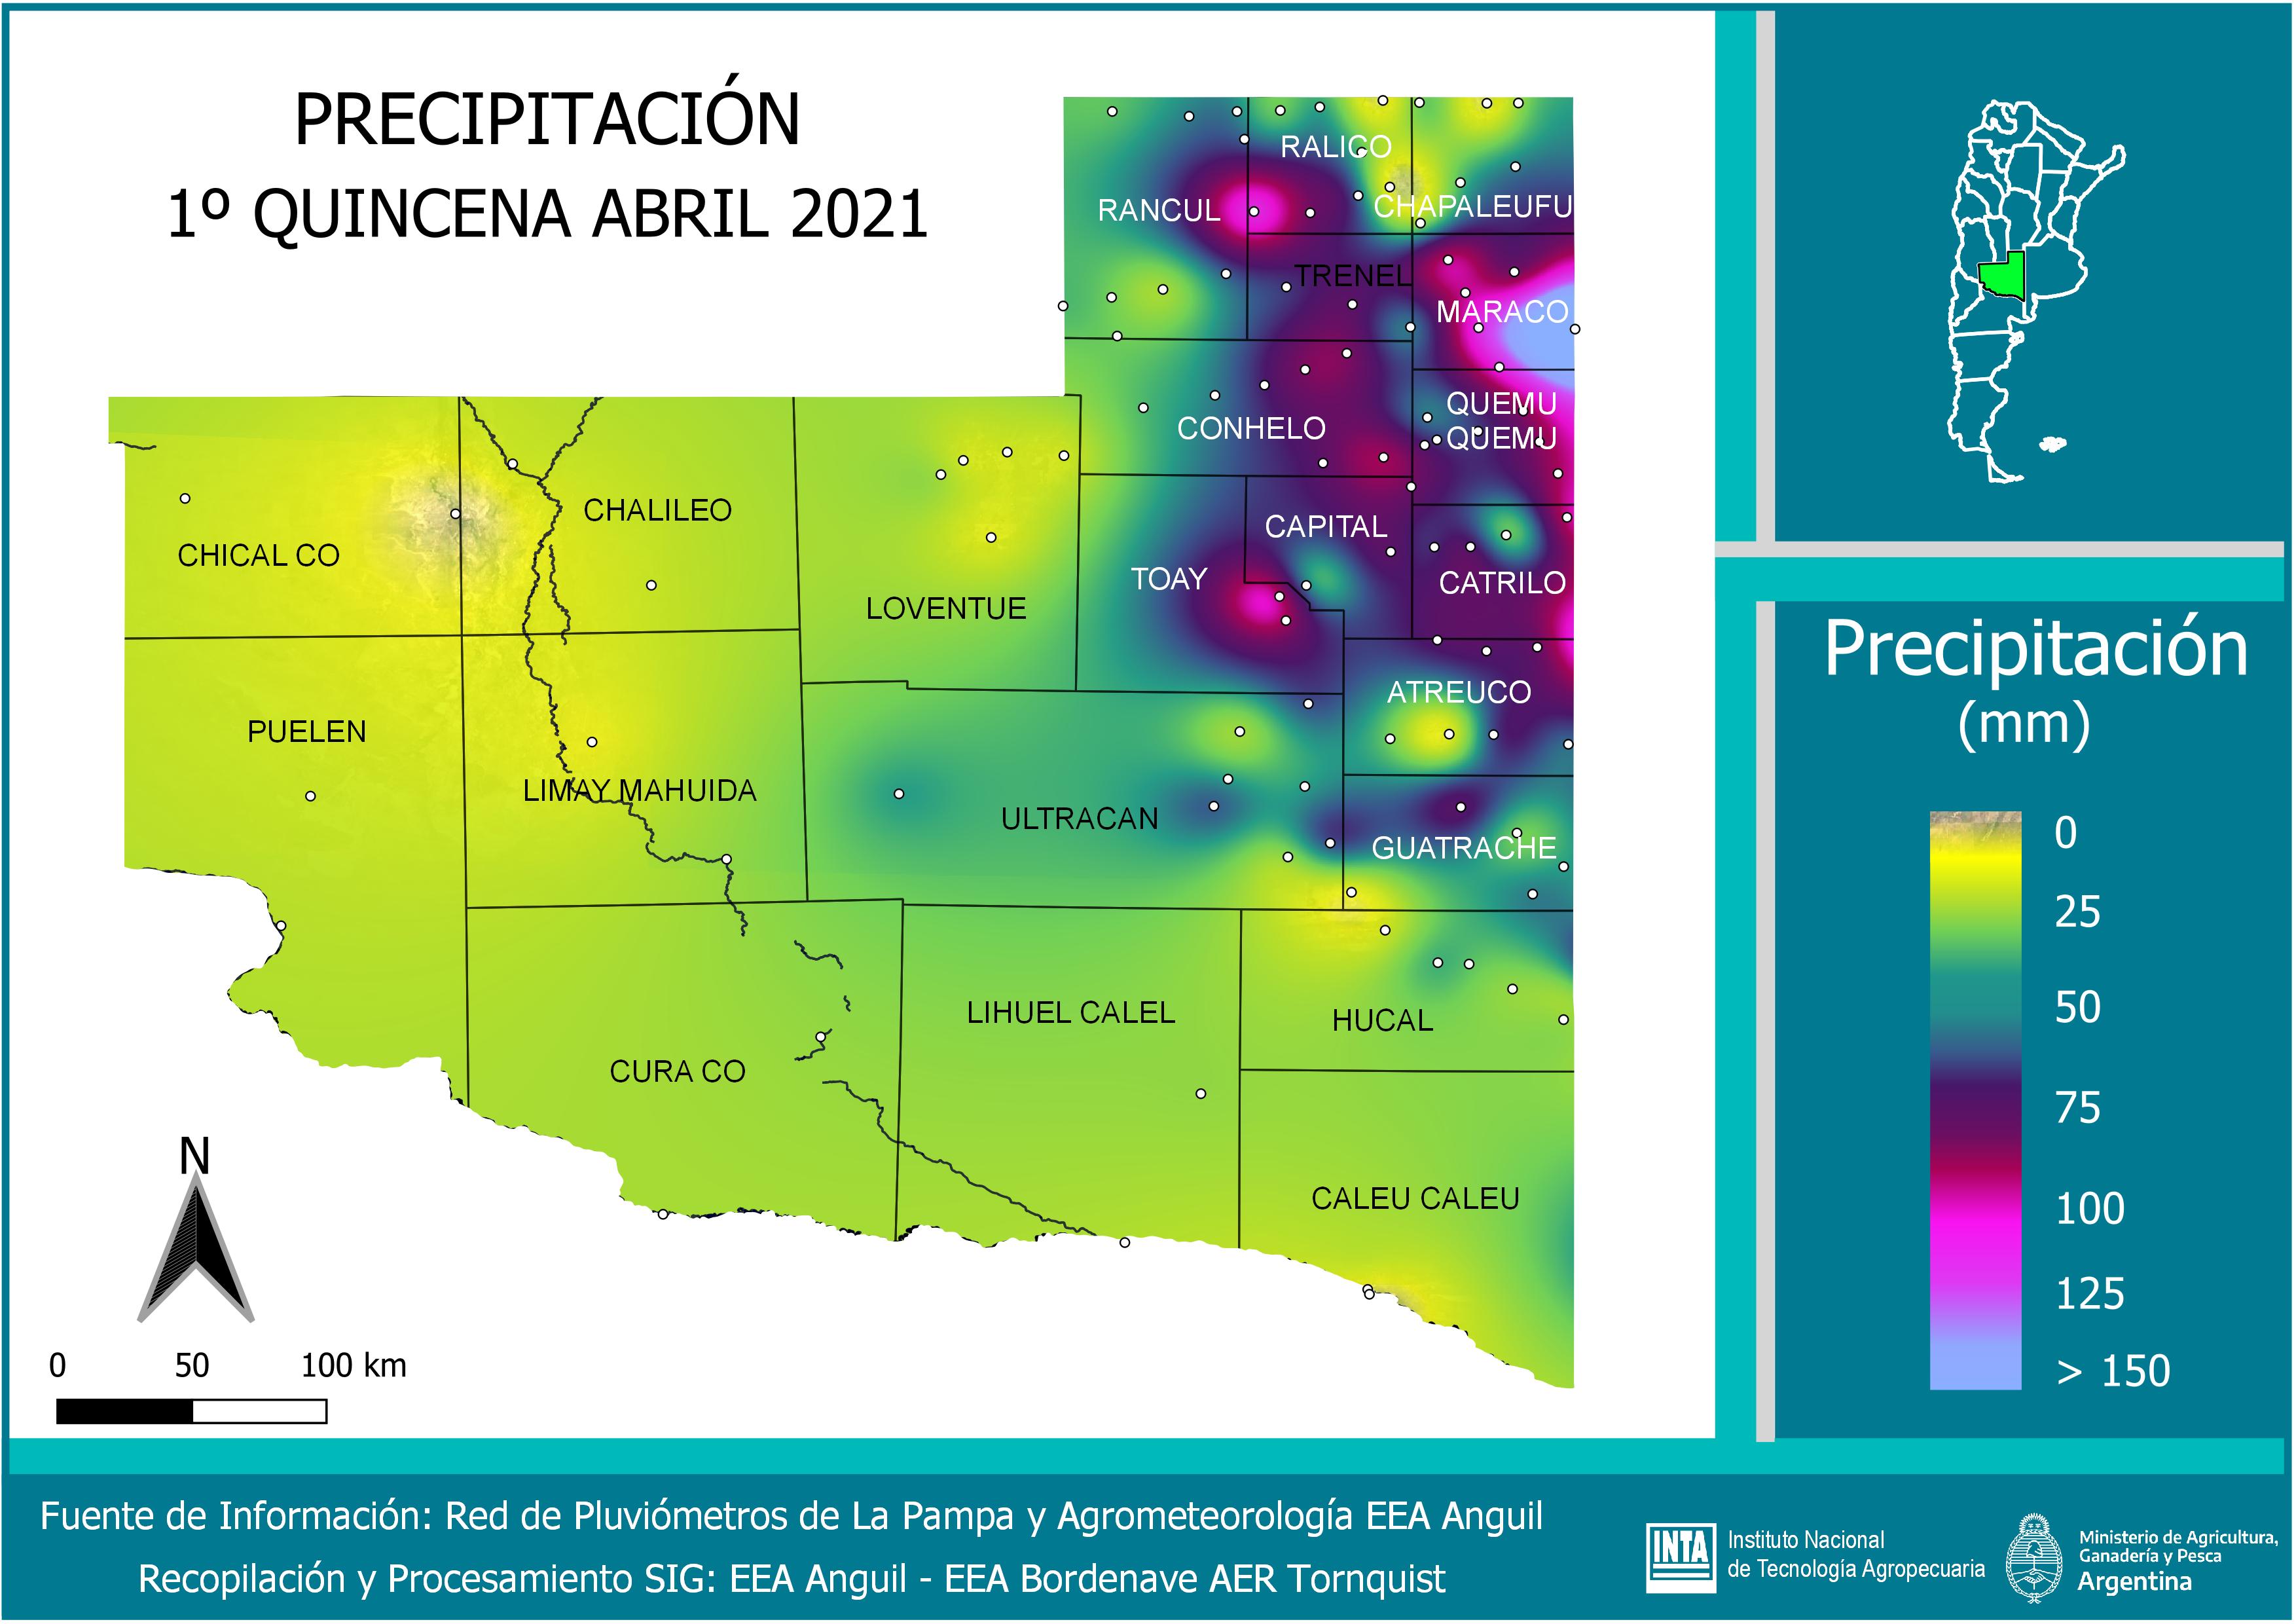 PRECIPITACIÓN
1º QUINCENA ABRIL 2021
RALICO
RANCUL
CHAPALEUFU
TRENEL
MARACO
QUEMU
QUEMU
CONHELO
CHALILEO
CAPITAL
CHICAL CO
TOAY
CATRILO
LOVENTUE
ATREUCO
PUELEN
LIMAY MAHUIDA
ULTRACAN
GUATRACHE
LIHUEL CALEL
HUCAL
CURA CO
CALEU CALEU
N
0 50 100 km
Precipitación
(mm)
0
25
50
75
100
125
> 150
Fuente de Información: Red de Pluviómetros de La Pampa y Agrometeorología EEA Anguil
Recopilación y Procesamiento SIG: EEA Anguil - EEA Bordenave AER Tornquist
INTA
Instituto Nacional
de Tecnología Agropecuaria
Ministerio de Agricultura,
Ganadería y Pesca
Argentina